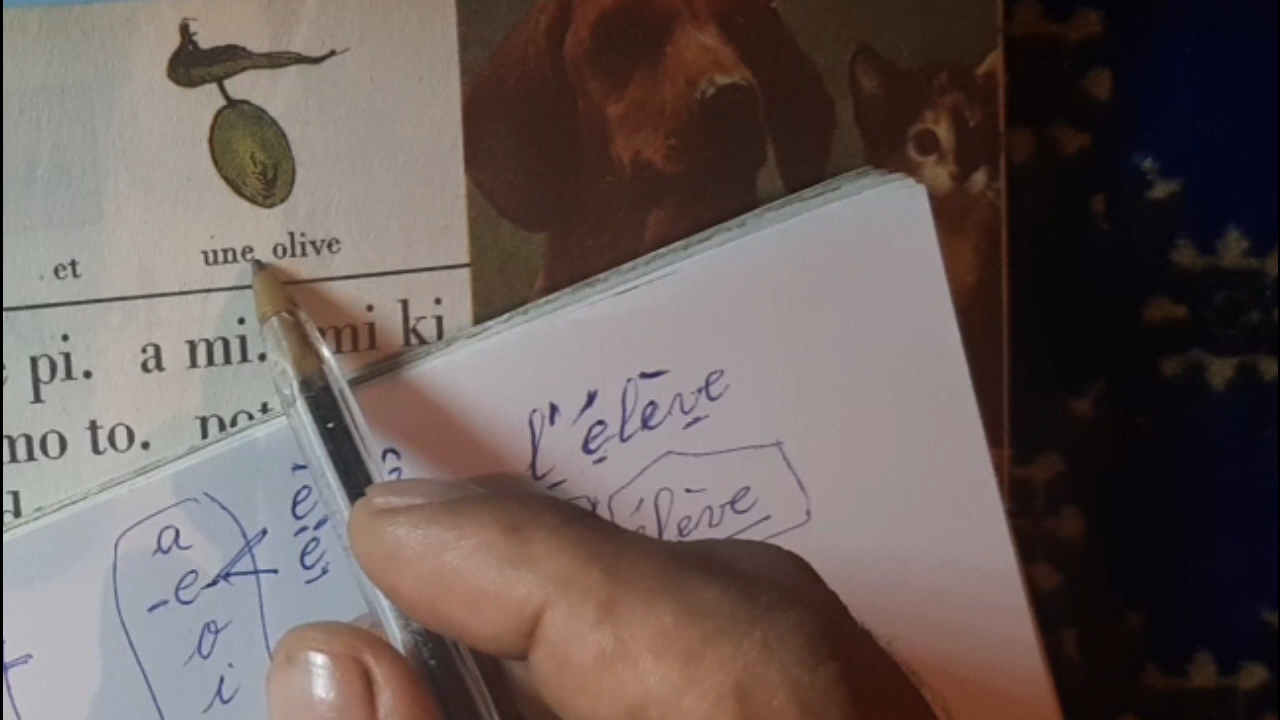 et une olive
pi. a mi. mi ki
mo to.
l'élève
élève
a
e
o
i
é
ê